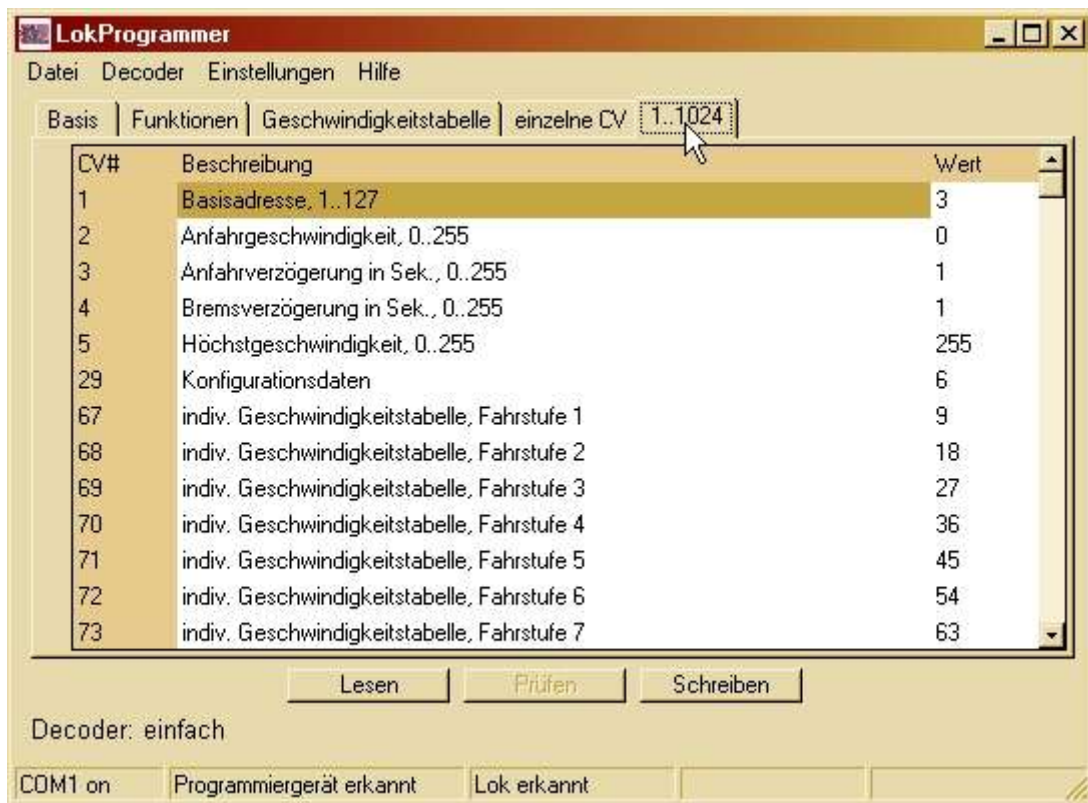 LokProgrammer
Datei Decoder Einstellungen Hilfe
Basis Funktionen Geschwindigkeitstabelle einzelne CV 1..1024
CV# Beschreibung Wert
1 Basisadresse, 1..127 3
2 Anfahrgeschwindigkeit, 0..255 0
3 Anfahrverzögerung in Sek., 0..255 1
4 Bremsverzögerung in Sek., 0..255 1
5 Höchstgeschwindigkeit, 0..255 255
29 Konfigurationsdaten 6
67 indiv. Geschwindigkeitstabelle, Fahrstufe 1 9
68 indiv. Geschwindigkeitstabelle, Fahrstufe 2 18
69 indiv. Geschwindigkeitstabelle, Fahrstufe 3 27
70 indiv. Geschwindigkeitstabelle, Fahrstufe 4 36
71 indiv. Geschwindigkeitstabelle, Fahrstufe 5 45
72 indiv. Geschwindigkeitstabelle, Fahrstufe 6 54
73 indiv. Geschwindigkeitstabelle, Fahrstufe 7 63
Lesen Prüfen Schreiben
Decoder: einfach
COM1 on Programmiergerät erkannt Lok erkannt